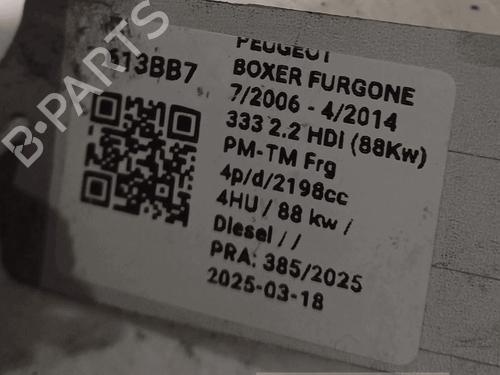 PEUGEOT
613BB7
BOXER FURGONE
7/2006 - 4/2014
333 2.2 HDi (88Kw)
PM-TM Frg
4p/d/2198cc
4HU / 88 kw /
Diesel / /
PRA: 385/2025
2025-03-18
B-PARTS